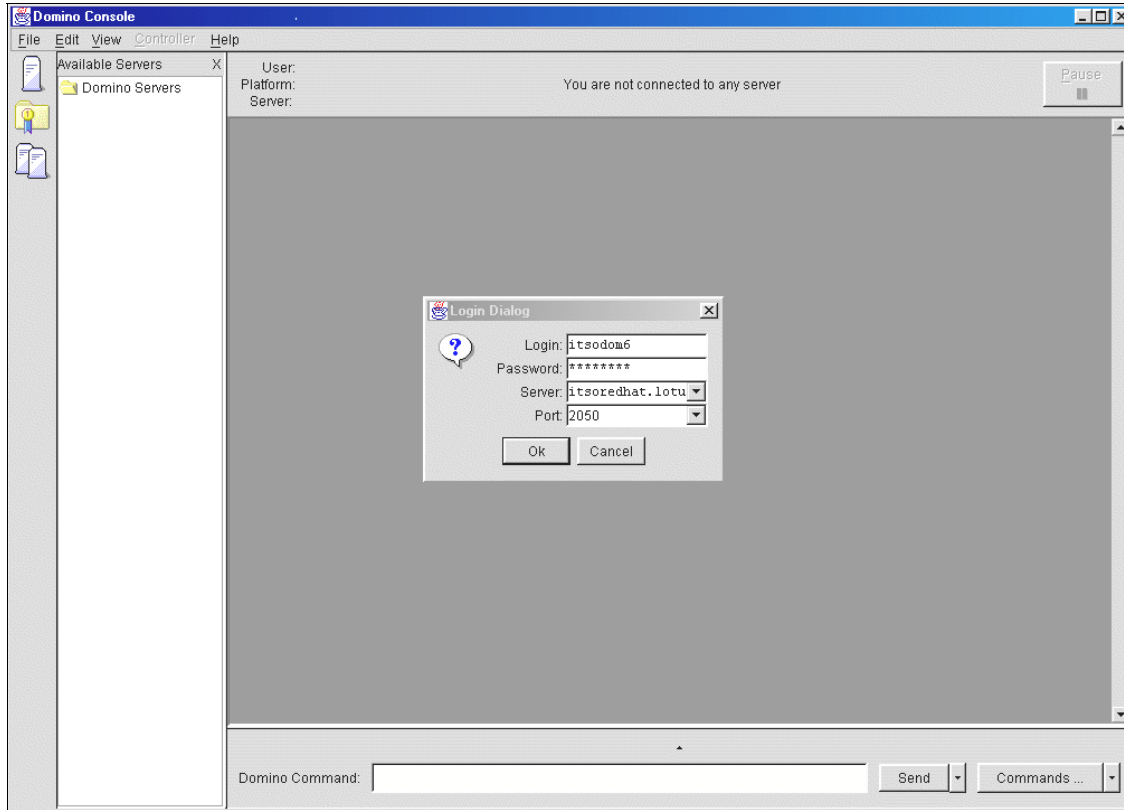 Domino Console
File Edit View Controller Help
Available Servers X
Domino Servers
User:
Platform:
Server:
You are not connected to any server
Pause
Login Dialog
Login: itsodom6
Password: ********
Server: itsoredhat.lotu
Port: 2050
Ok Cancel
Domino Command:
Send
Commands ...